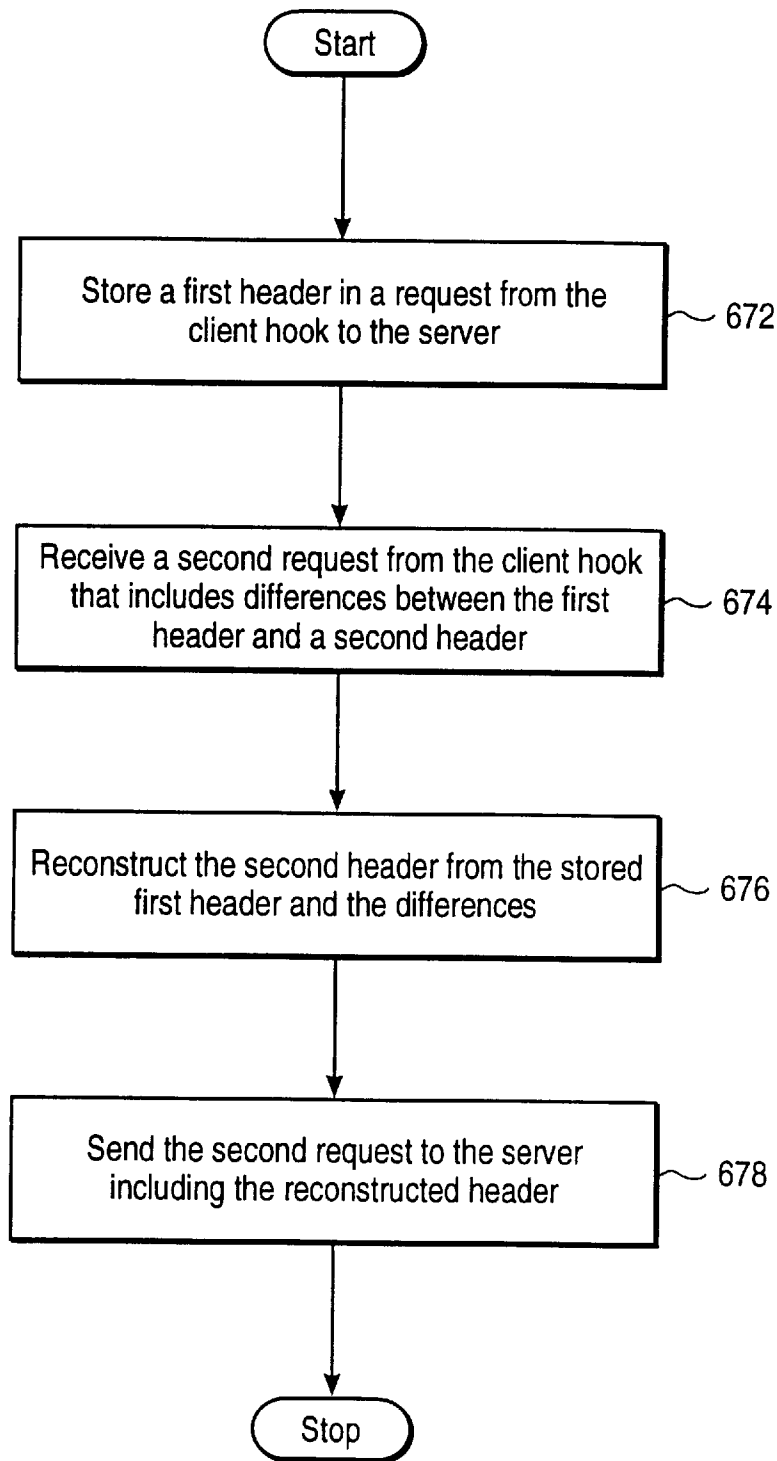 Start
Store a first header in a request from the
client hook to the server
672
Receive a second request from the client hook
that includes differences between the first
header and a second header
674
Reconstruct the second header from the stored
first header and the differences
676
Send the second request to the server
including the reconstructed header
678
Stop